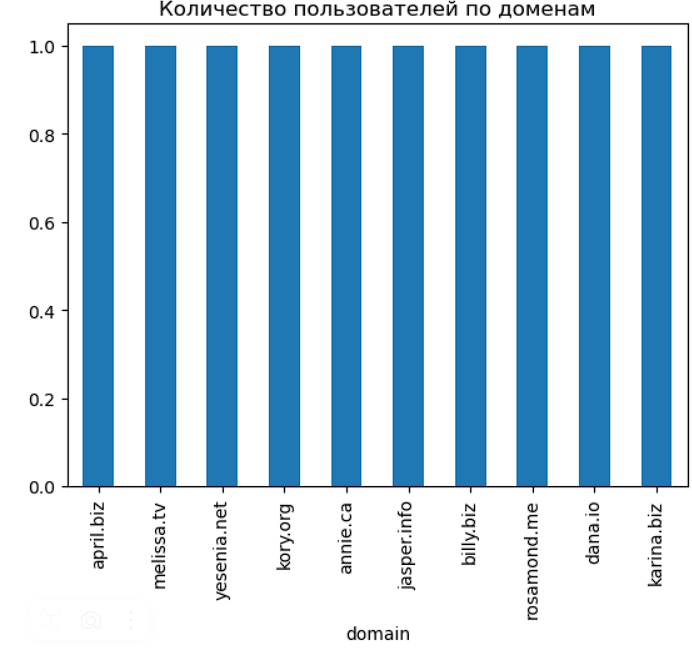 Количество пользователей по доменам
1.0
0.8
0.6
0.4
0.2
0.0
april.biz
melissa.tv
yesenia.net
kory.org
annie.ca
jasper.info
billy.biz
rosamond.me
dana.io
karina.biz
domain